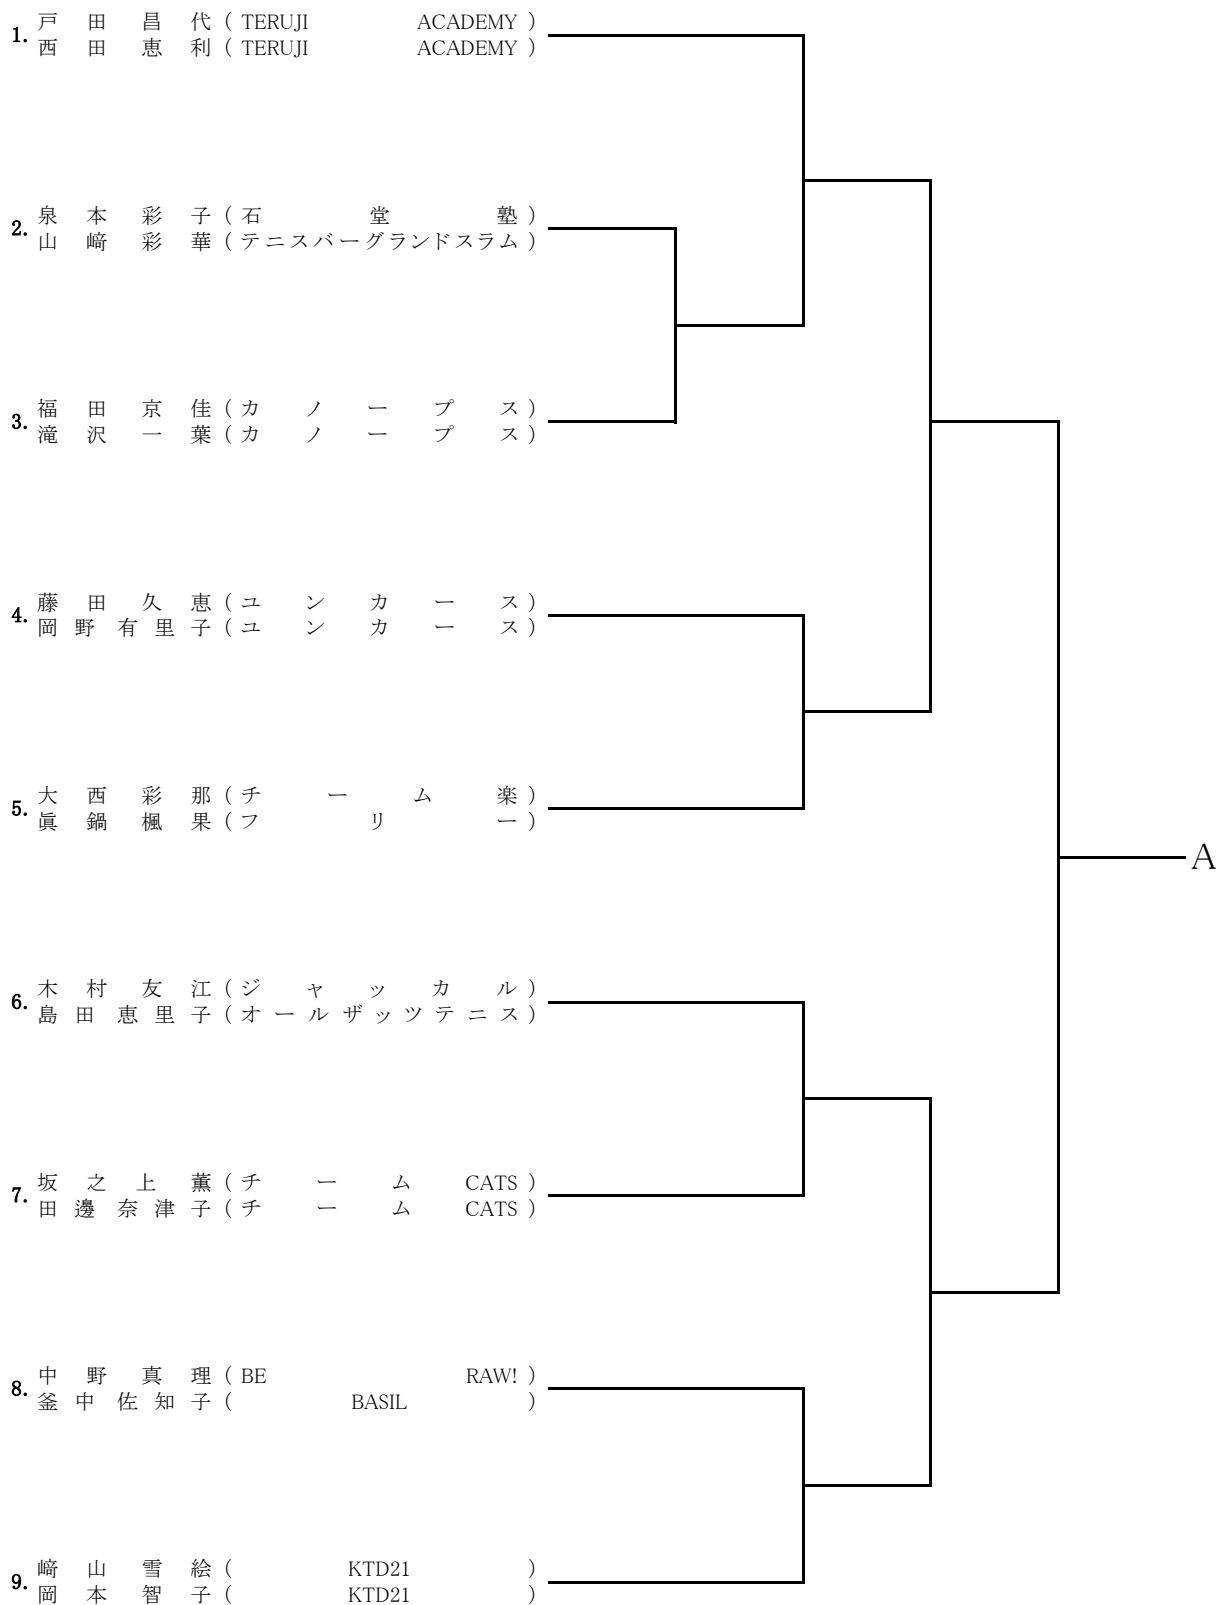 1. 戸田昌代 ( TERUJI ACADEMY )
西田恵利 ( TERUJI ACADEMY )
2. 泉本彩子 ( 石堂塾 )
山﨑彩華 ( テニスバーグランドスラム )
3. 福田京佳 ( カノープス )
滝沢一葉 ( カノープス )
4. 藤田久恵 ( ユンカース )
岡野有里子 ( ユンカース )
5. 大西彩那 ( チーム楽 )
眞鍋楓果 ( フリー )
A
6. 木村友江 ( ジャッカル )
島田恵里子 ( オールザッツテニス )
7. 坂之上薫 ( チーム CATS )
田邊奈津子 ( チーム CATS )
8. 中野真理 ( BE RAW! )
釜中佐知子 ( BASIL )
9. 﨑山雪絵 ( KTD21 )
岡本智子 ( KTD21 )